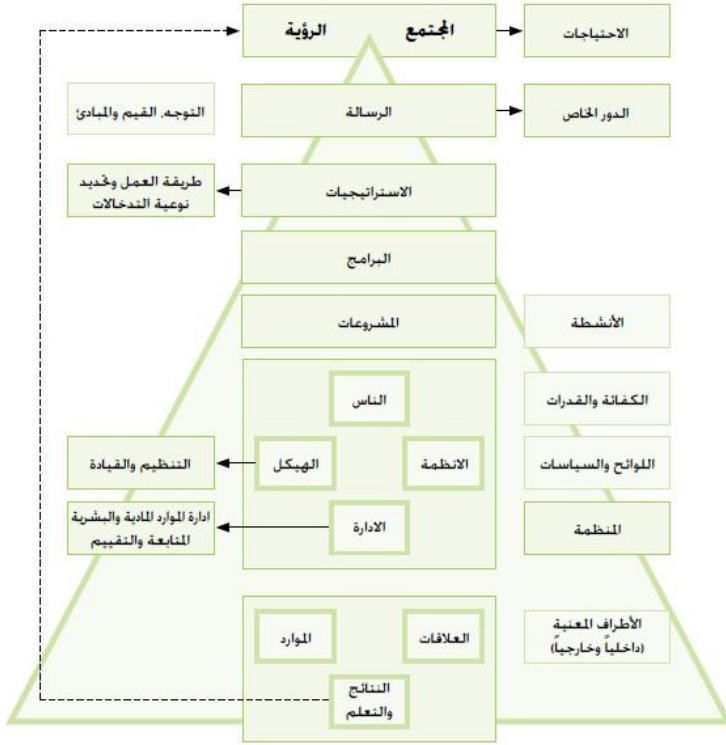 الاحتياجات
المجتمع
الرؤية
الدور الخاص
الرسالة
التوجه، القيم والمبادئ
الاستراتيجيات
طريقة العمل وتحديد
نوعية التدخالات
البرامج
الأنشطة
المشروعات
الكفائة والقدرات
الناس
اللوائح والسياسات
الانظمة
الهيكل
التنظيم والقيادة
المنظمة
الادارة
ادارة الموارد المادية والبشرية
المتابعة والتقييم
الأطراف المعنية
(داخلياً وخارجياً)
العلاقات
الموارد
النتائج
والتعلم